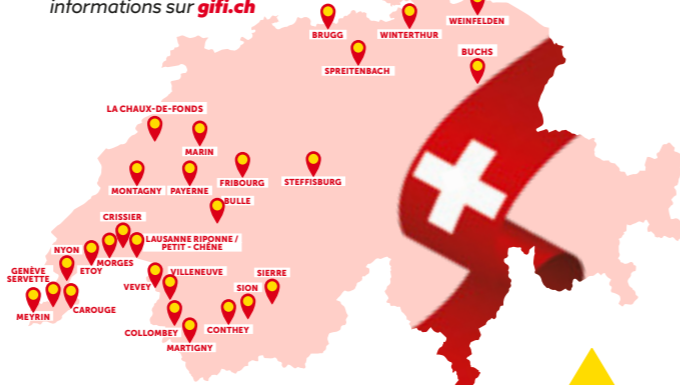 informations sur gifi.ch
WEINFELDEN
BRUGG
WINTERTHUR
BUCHS
SPREITENBACH
LA CHAUX-DE-FONDS
MARIN
FRIBOURG
STEFFISBURG
MONTAGNY
PAYERNE
BULLE
CRISSIER
LAUSANNE RIPONNE /
PETIT - CHÊNE
NYON
MORGES
ETOY
GENÈVE
SERVETTE
VILLENEUVE
SIERRE
VEVEY
SION
CAROUGE
MEYRIN
COLLOMBEY
CONTHEY
MARTIGNY